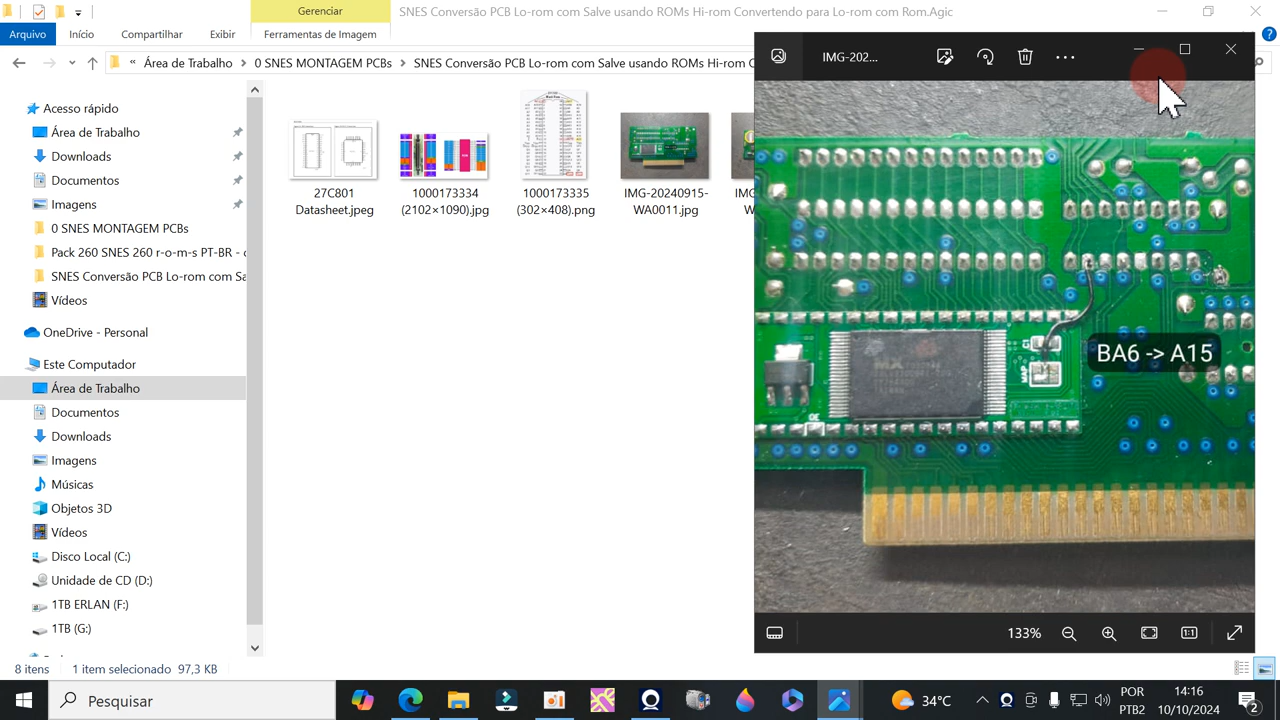 Gerenciar
SNES Conversão PCB Lo-rom com Salve usando ROMs Hi-rom Convertendo para Lo-rom com Rom.Agic
Arquivo
Início
Compartilhar
Exibir
Ferramentas de Imagem
Área de Trabalho
0 SNES MONTAGEM PCBs
SNES Conversão PCB Lo-rom com Salve usando ROMs Hi-rom C
IMG-202...
Acesso rápido
Área de Trabalho
Downloads
Documentos
Imagens
0 SNES MONTAGEM PCBs
Pack 260 SNES 260 r-o-m-s PT-BR - c
SNES Conversão PCB Lo-rom com Sa
Vídeos
OneDrive - Personal
Este Computador
Área de Trabalho
Documentos
Downloads
Imagens
Músicas
Objetos 3D
Vídeos
Disco Local (C:)
Unidade de CD (D:)
1TB ERLAN (F:)
1TB (G:)
27C801
Datasheet.jpeg
1000173334
(2102×1090).jpg
1000173335
(302×408).png
IMG-20240915-
WA0011.jpg
BA6 -> A15
C1
MAP
OE
133%
1:1
8 itens
1 item selecionado 97,3 KB
Pesquisar
34°C
POR
PTB2
14:16
10/10/2024
2